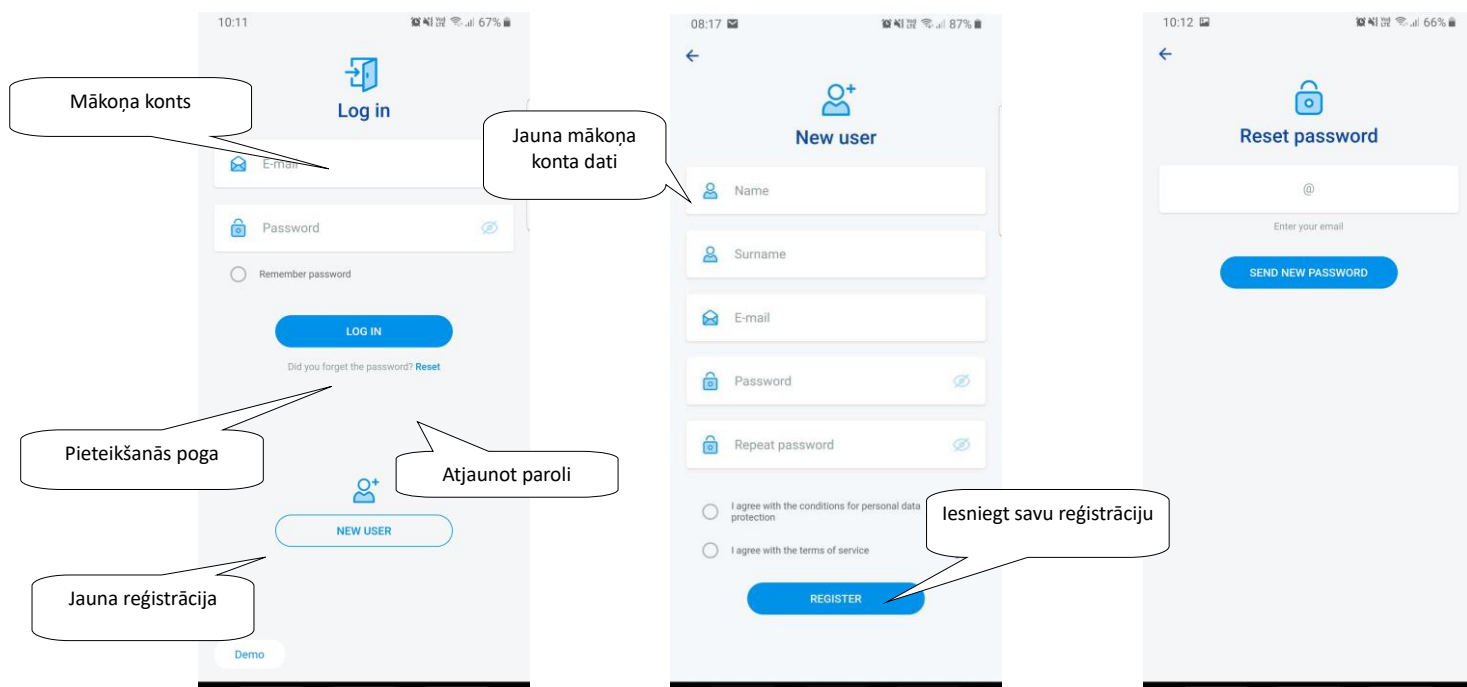 10:11
67%
Mākoņa konts
Log in
E-mail
Password
Remember password
LOG IN
Did you forget the password? Reset
Pieteikšanās poga
Atjaunot paroli
NEW USER
Jauna reģistrācija
Demo
08:17
87%
Jauna mākoņa
konta dati
New user
Name
Surname
E-mail
Password
Repeat password
I agree with the conditions for personal data
protection
Iesniegt savu reģistrāciju
I agree with the terms of service
REGISTER
10:12
66%
Reset password
@
Enter your email
SEND NEW PASSWORD